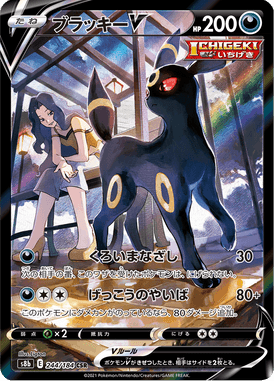 たね ブラッキーV HP200
ICHIGEKI
いちげき
くろいまなざし 30
次の相手の番、このワザを受けたポケモンは、にげられない。
げっこうのやいば 80+
このポケモンにダメカンがのっているなら、80ダメージ追加。
弱点 ×2 抵抗力 にげる
s8b E 244/184 CSR
Vルール
ポケモンVがきぜつしたとき、相手はサイドを2枚とる。
©2021 Pokémon/Nintendo/Creatures/GAME FREAK.